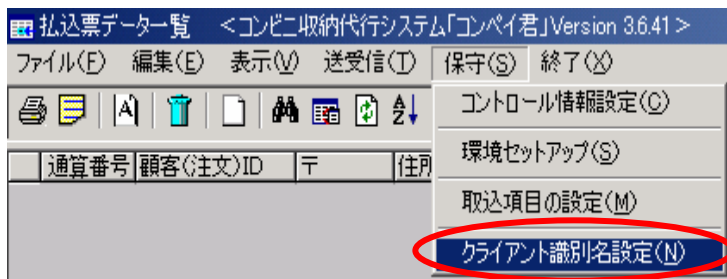 払込票データ一覧 <コンビニ収納代行システム「コンペイ君」Version 3.6.41>
ファイル(F) 編集(E) 表示(V) 送受信(T) 保守(S) 終了(X)
コントロール情報設定(C)
環境セットアップ(S)
取込項目の設定(M)
クライアント識別名設定(N)
通算番号 顧客(注文)ID 〒 住所